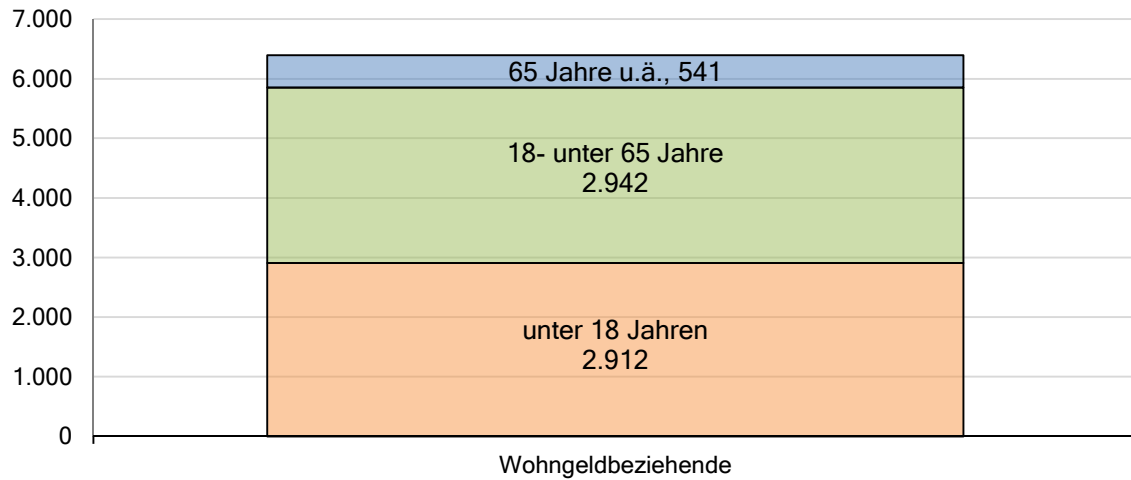 7.000
6.000
5.000
4.000
3.000
2.000
1.000
0
65 Jahre u.ä., 541
18- unter 65 Jahre
2.942
unter 18 Jahren
2.912
Wohngeldbeziehende